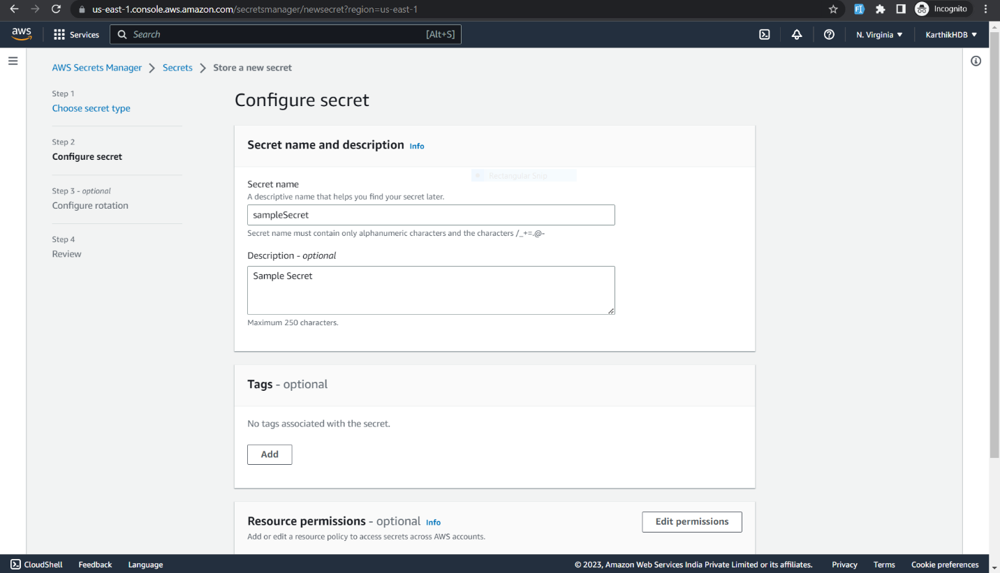 us-east-1.console.aws.amazon.com/secretsmanager/newsecret?region=us-east-1
Incognito
aws
Services
Search
[Alt+S]
N. Virginia
KarthikHDB
AWS Secrets Manager
Secrets
Store a new secret
Step 1
Choose secret type
Step 2
Configure secret
Step 3 - optional
Configure rotation
Step 4
Review
Configure secret
Secret name and description Info
Rectangular Snip
Secret name
A descriptive name that helps you find your secret later.
sampleSecret
Secret name must contain only alphanumeric characters and the characters /_+=.@-
Description - optional
Sample Secret
Maximum 250 characters.
Tags - optional
No tags associated with the secret.
Add
Resource permissions - optional Info
Add or edit a resource policy to access secrets across AWS accounts.
Edit permissions
CloudShell
Feedback
Language
© 2023, Amazon Web Services India Private Limited or its affiliates.
Privacy
Terms
Cookie preferences